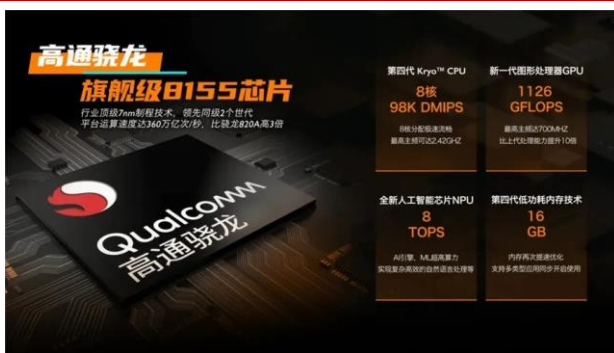 高通骁龙
旗舰级8155芯片
行业顶级7nm制程技术，领先同级2个世代
平台运算速度达360万亿次/秒，比骁龙820A高3倍
Qualcomm
高通骁龙
第四代 Kryo™ CPU
8核
98K DMIPS
8核分配极速流畅
最高主频可达2.42GHZ
新一代图形处理器GPU
1126
GFLOPS
最高主频达700MHZ
比上代处理能力提升10倍
全新人工智能芯片NPU
8
TOPS
AI引擎、ML超高算力
实现复杂高效的自然语言处理等
第四代低功耗内存技术
16
GB
内存再次提速优化
支持多类型应用同步开启使用